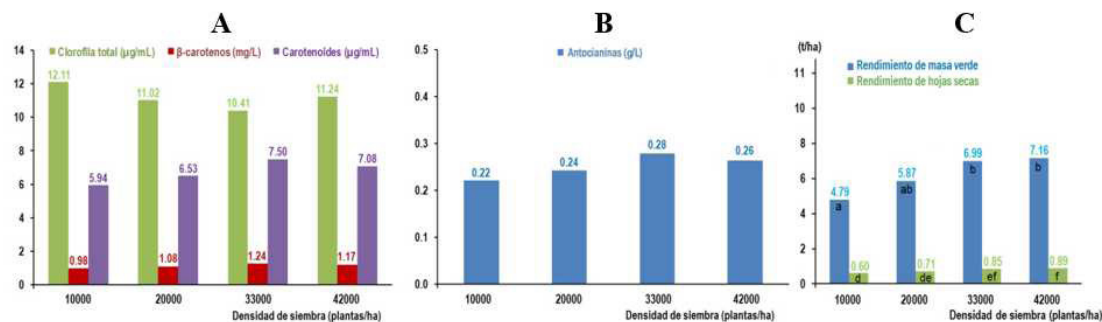 A
Clorofila total (µg/mL) β-carotenos (mg/L) Carotenoídes (µg/mL)
14
12
10
8
6
4
2
0
12.11 11.02 10.41 11.24
5.94 6.53 7.50 7.08
0.98 1.08 1.24 1.17
10000 20000 33000 42000
Densidad de siembra (plantas/ha)
B
Antocianinas (g/L)
0.5
0.4
0.3
0.2
0.1
0.0
0.22 0.24 0.28 0.26
10000 20000 33000 42000
Densidad de siembra (plantas/ha)
C
(t/ha)
Rendimiento de masa verde
Rendimiento de hojas secas
11
8
6
4
2
0
4.79 5.87 6.99 7.16
a ab b b
0.60 0.71 0.85 0.89
d de ef f
10000 20000 33000 42000
Densidad de siembra (plantas/ha)